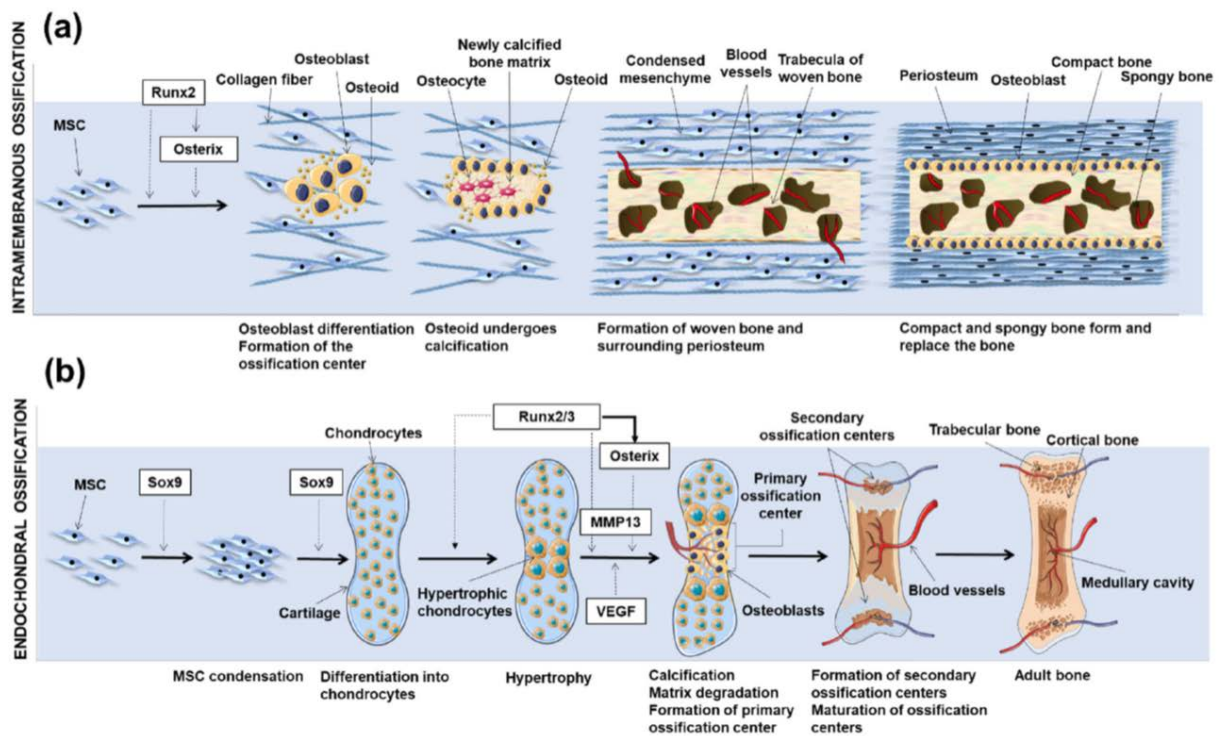 (a)
INTRAMEMBRANOUS OSSIFICATION
MSC
Runx2
Osterix
Collagen fiber
Osteoblast
Osteoid
Osteocyte
Newly calcified
bone matrix
Osteoid
Condensed
mesenchyme
Blood
vessels
Trabecula of
woven bone
Periosteum
Osteoblast
Compact bone
Spongy bone
Osteoblast differentiation
Formation of the
ossification center
Osteoid undergoes
calcification
Formation of woven bone and
surrounding periosteum
Compact and spongy bone form and
replace the bone
(b)
ENDOCHONDRAL OSSIFICATION
MSC
Sox9
Sox9
Chondrocytes
Cartilage
Runx2/3
Osterix
MMP13
VEGF
Hypertrophic
chondrocytes
Primary
ossification
center
Osteoblasts
Secondary
ossification centers
Blood vessels
Trabecular bone
Cortical bone
Medullary cavity
MSC condensation
Differentiation into
chondrocytes
Hypertrophy
Calcification
Matrix degradation
Formation of primary
ossification center
Formation of secondary
ossification centers
Maturation of ossification
centers
Adult bone